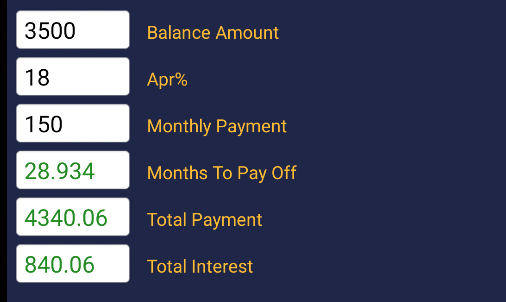 3500 Balance Amount
18 Apr%
150 Monthly Payment
28.934 Months To Pay Off
4340.06 Total Payment
840.06 Total Interest